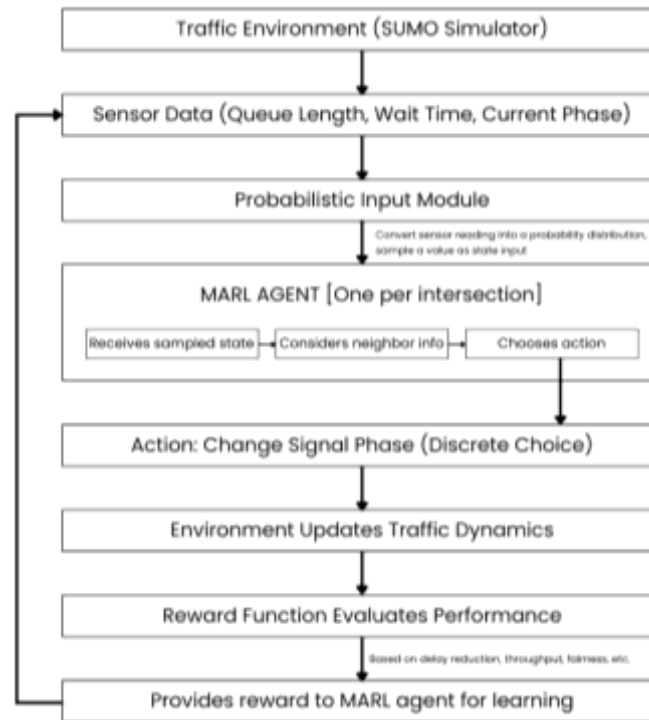 Traffic Environment (SUMO Simulator)
Sensor Data (Queue Length, Wait Time, Current Phase)
Probabilistic Input Module
Convert sensor reading into a probability distribution,
sample a value as state input
MARL AGENT [One per intersection]
Receives sampled state
Considers neighbor info
Chooses action
Action: Change Signal Phase (Discrete Choice)
Environment Updates Traffic Dynamics
Reward Function Evaluates Performance
Based on delay reduction, throughput, fairness, etc.
Provides reward to MARL agent for learning